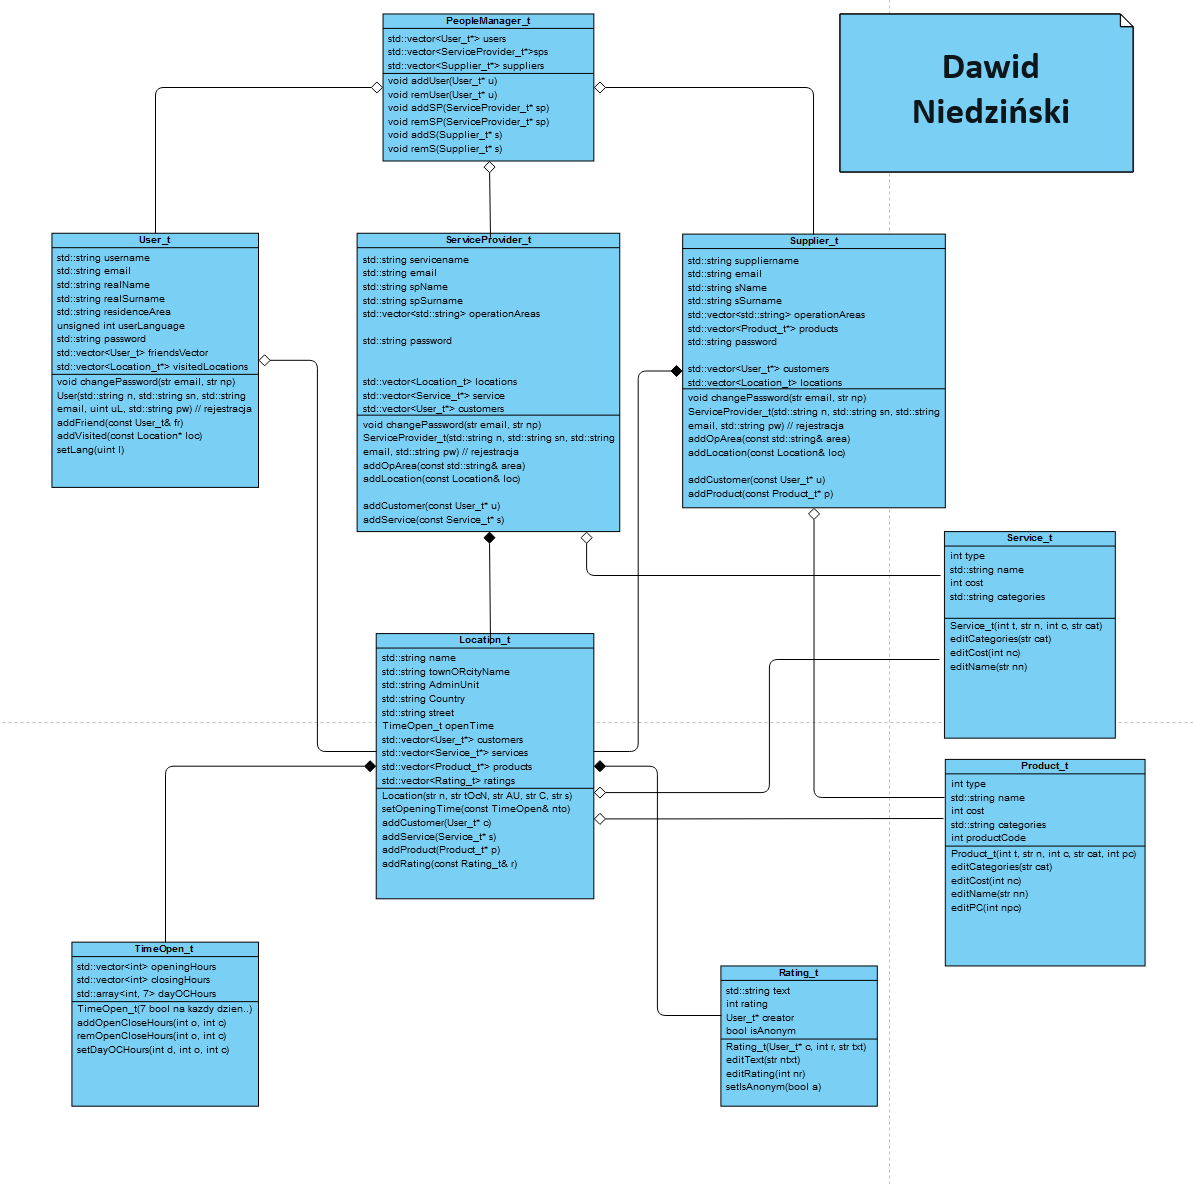 PeopleManager_t
std::vector<User_t*> users
std::vector<ServiceProvider_t*>sps
std::vector<Supplier_t*> suppliers
void addUser(User_t* u)
void remUser(User_t* u)
void addSP(ServiceProvider_t* sp)
void remSP(ServiceProvider_t* sp)
void addS(Supplier_t* s)
void remS(Supplier_t* s)
Dawid
Niedziński
User_t
std::string username
std::string email
std::string realName
std::string realSurname
std::string residenceArea
unsigned int userLanguage
std::string password
std::vector<User_t> friendsVector
std::vector<Location_t*> visitedLocations
void changePassword(str email, str np)
User(std::string n, std::string sn, std::string
email, uint uL, std::string pw) // rejestracja
addFriend(const User_t& fr)
addVisited(const Location* loc)
setLang(uint l)
ServiceProvider_t
std::string servicename
std::string email
std::string spName
std::string spSurname
std::vector<std::string> operationAreas
std::string password
std::vector<Location_t> locations
std::vector<Service_t*> service
std::vector<User_t*> customers
void changePassword(str email, str np)
ServiceProvider_t(std::string n, std::string sn, std::string
email, std::string pw) // rejestracja
addOpArea(const std::string& area)
addLocation(const Location& loc)
addCustomer(const User_t* u)
addService(const Service_t* s)
Supplier_t
std::string suppliername
std::string email
std::string sName
std::string sSurname
std::vector<std::string> operationAreas
std::vector<Product_t*> products
std::string password
std::vector<User_t*> customers
std::vector<Location_t> locations
void changePassword(str email, str np)
ServiceProvider_t(std::string n, std::string sn, std::string
email, std::string pw) // rejestracja
addOpArea(const std::string& area)
addLocation(const Location& loc)
addCustomer(const User_t* u)
addProduct(const Product_t* p)
Service_t
int type
std::string name
int cost
std::string categories
Service_t(int t, str n, int c, str cat)
editCategories(str cat)
editCost(int nc)
editName(str nn)
Location_t
std::string name
std::string townORcityName
std::string AdminUnit
std::string Country
std::string street
TimeOpen_t openTime
std::vector<User_t*> customers
std::vector<Service_t*> services
std::vector<Product_t*> products
std::vector<Rating_t> ratings
Location(str n, str tOcN, str AU, str C, str s)
setOpeningTime(const TimeOpen& nto)
addCustomer(User_t* c)
addService(Service_t* s)
addProduct(Product_t* p)
addRating(const Rating_t& r)
Product_t
int type
std::string name
int cost
std::string categories
int productCode
Product_t(int t, str n, int c, str cat, int pc)
editCategories(str cat)
editCost(int nc)
editName(str nn)
editPC(int npc)
TimeOpen_t
std::vector<int> openingHours
std::vector<int> closingHours
std::array<int, 7> dayOCHours
TimeOpen_t(7 bool na kazdy dzien..)
addOpenCloseHours(int o, int c)
remOpenCloseHours(int o, int c)
setDayOCHours(int d, int o, int c)
Rating_t
std::string text
int rating
User_t* creator
bool isAnonym
Rating_t(User_t* c, int r, str txt)
editText(str ntxt)
editRating(int nr)
setIsAnonym(bool a)